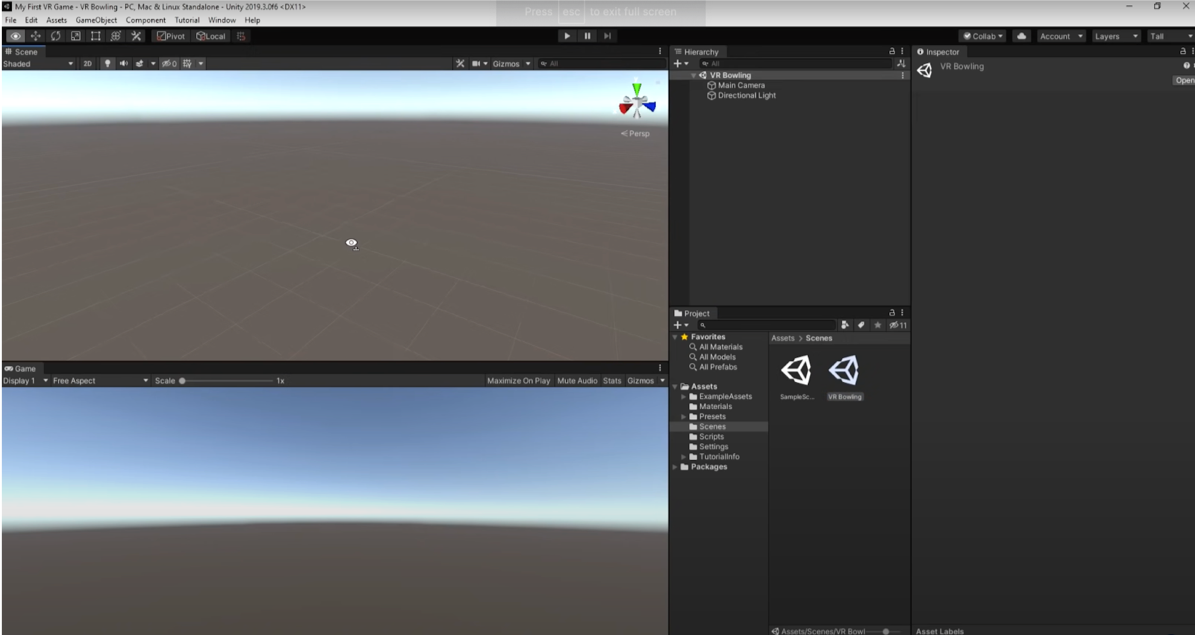 My First VR Game - VR Bowling - PC, Mac & Linux Standalone - Unity 2019.3.0f6 <DX11>
Press esc to exit full screen
File Edit Assets GameObject Component Tutorial Window Help
Pivot Local Collab Account Layers Tall
Scene
Shaded 2D 0 Gizmos All
Persp
Game
Display 1 Free Aspect Scale 1x Maximize On Play Mute Audio Stats Gizmos
Hierarchy
All
VR Bowling
Main Camera
Directional Light
Project
11
Favorites
All Materials
All Models
All Prefabs
Assets
ExampleAssets
Materials
Presets
Scenes
Scripts
Settings
TutorialInfo
Packages
Assets > Scenes
SampleSc... VR Bowling
Assets/Scenes/VR Bowl
Inspector
VR Bowling
Open
Asset Labels